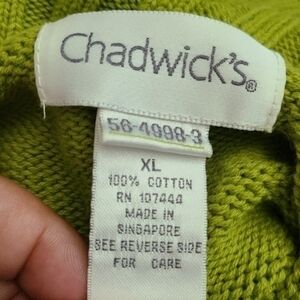 Chadwick's®
56-4998-3
XL
100% COTTON
RN 107444
MADE IN
SINGAPORE
SEE REVERSE SIDE
FOR CARE